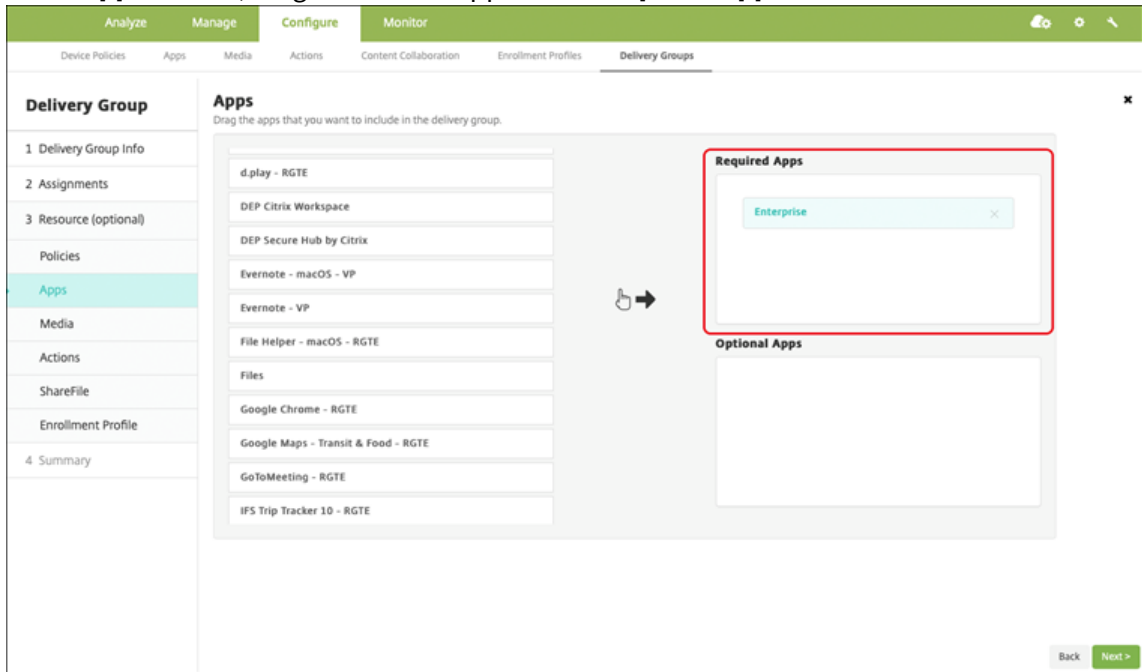 Analyze Manage Configure Monitor
Device Policies Apps Media Actions Content Collaboration Enrollment Profiles Delivery Groups
Delivery Group
1 Delivery Group Info
2 Assignments
3 Resource (optional)
Policies
Apps
Media
Actions
ShareFile
Enrollment Profile
4 Summary
Apps
Drag the apps that you want to include in the delivery group.
d.play - RGTE
DEP Citrix Workspace
DEP Secure Hub by Citrix
Evernote - macOS - VP
Evernote - VP
File Helper - macOS - RGTE
Files
Google Chrome - RGTE
Google Maps - Transit & Food - RGTE
GoToMeeting - RGTE
IFS Trip Tracker 10 - RGTE
Required Apps
Enterprise
Optional Apps
Back Next >